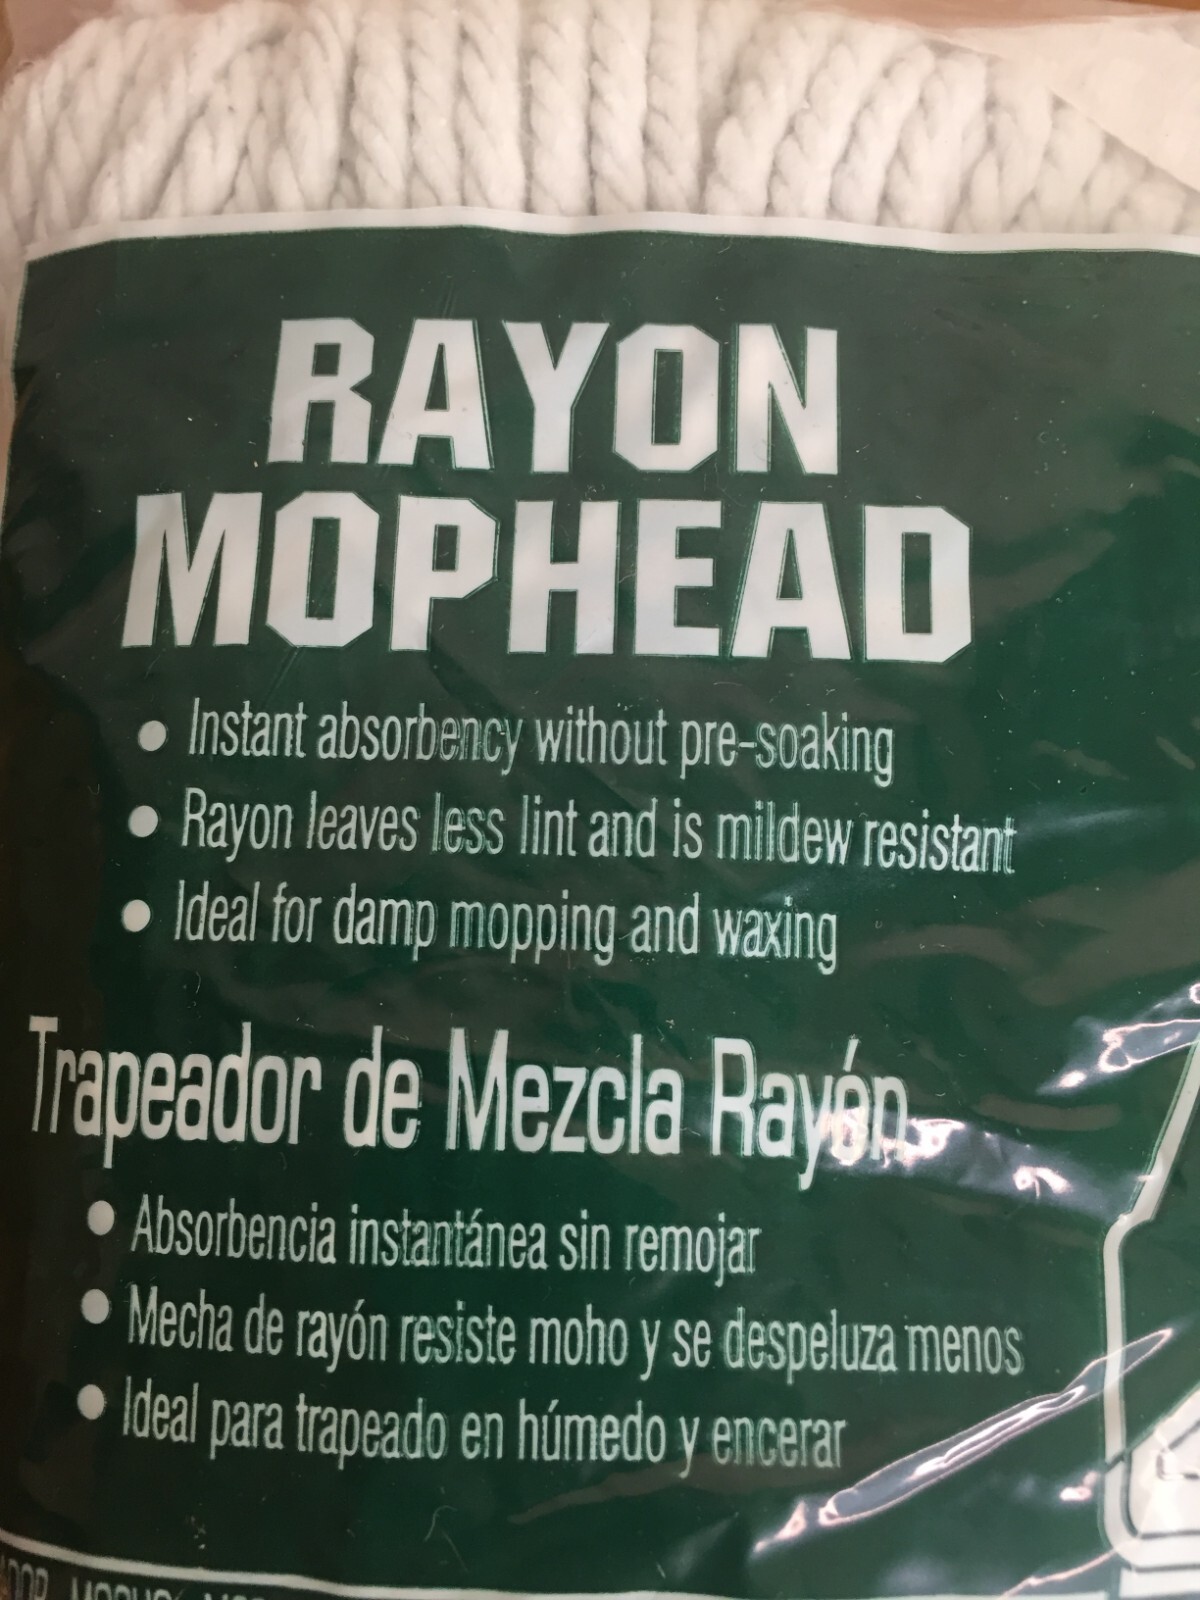 RAYON
MOPHEAD
• Instant absorbency without pre-soaking
• Rayon leaves less lint and is mildew resistant
• Ideal for damp mopping and waxing
Trapeador de Mezcla Rayón
• Absorbencia instantánea sin remojar
• Mecha de rayón resiste moho y se despeluza menos
• Ideal para trapeado en húmedo y encerar